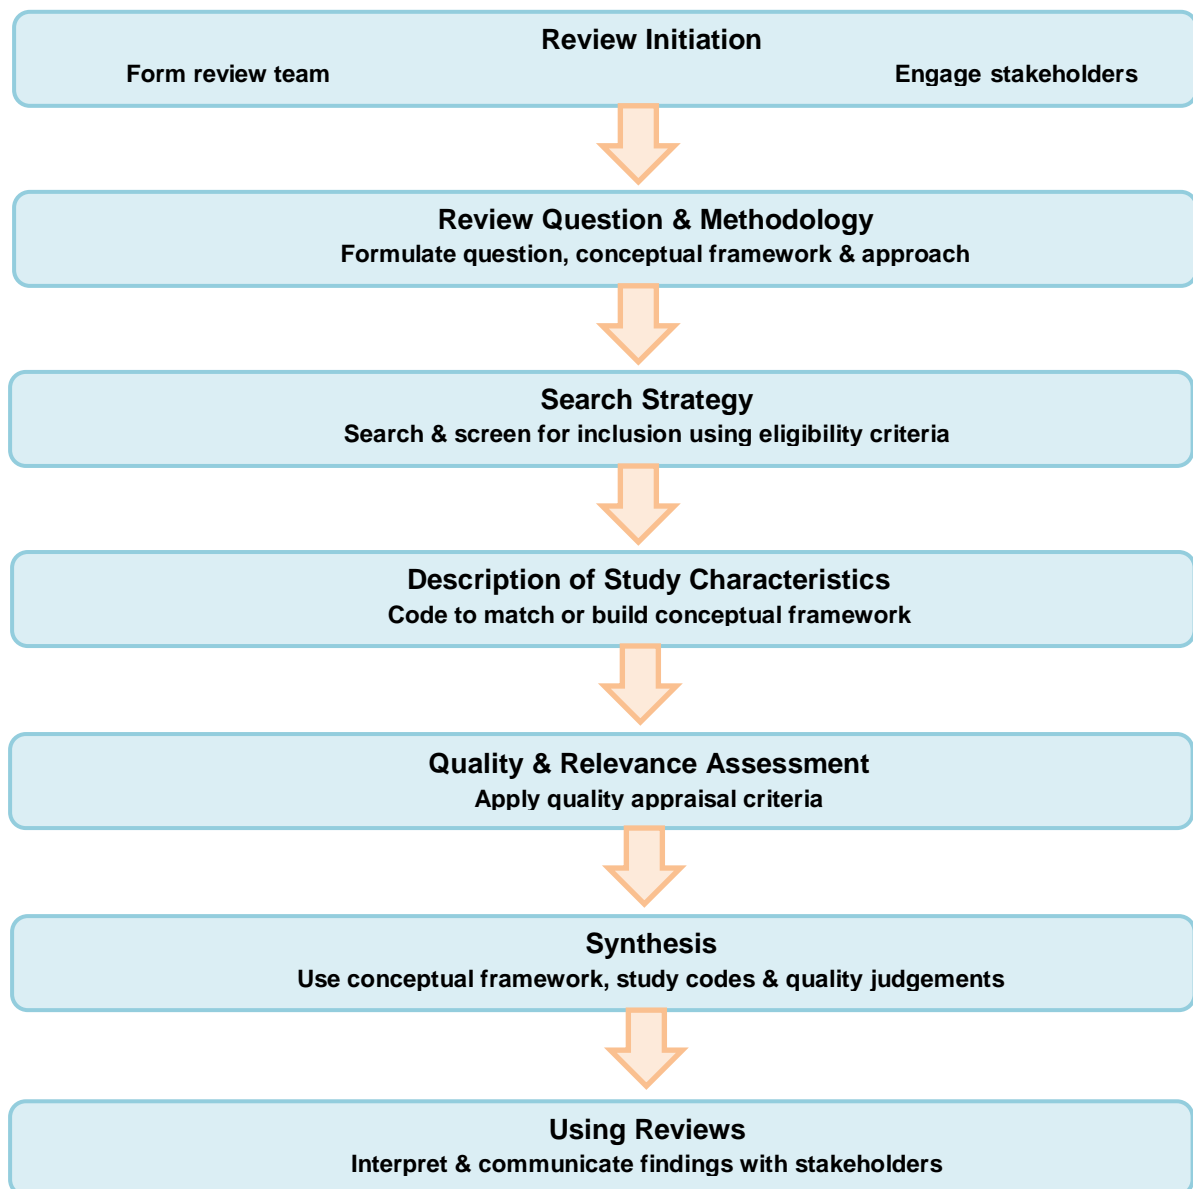 Review Initiation
Form review team Engage stakeholders
Review Question & Methodology
Formulate question, conceptual framework & approach
Search Strategy
Search & screen for inclusion using eligibility criteria
Description of Study Characteristics
Code to match or build conceptual framework
Quality & Relevance Assessment
Apply quality appraisal criteria
Synthesis
Use conceptual framework, study codes & quality judgements
Using Reviews
Interpret & communicate findings with stakeholders